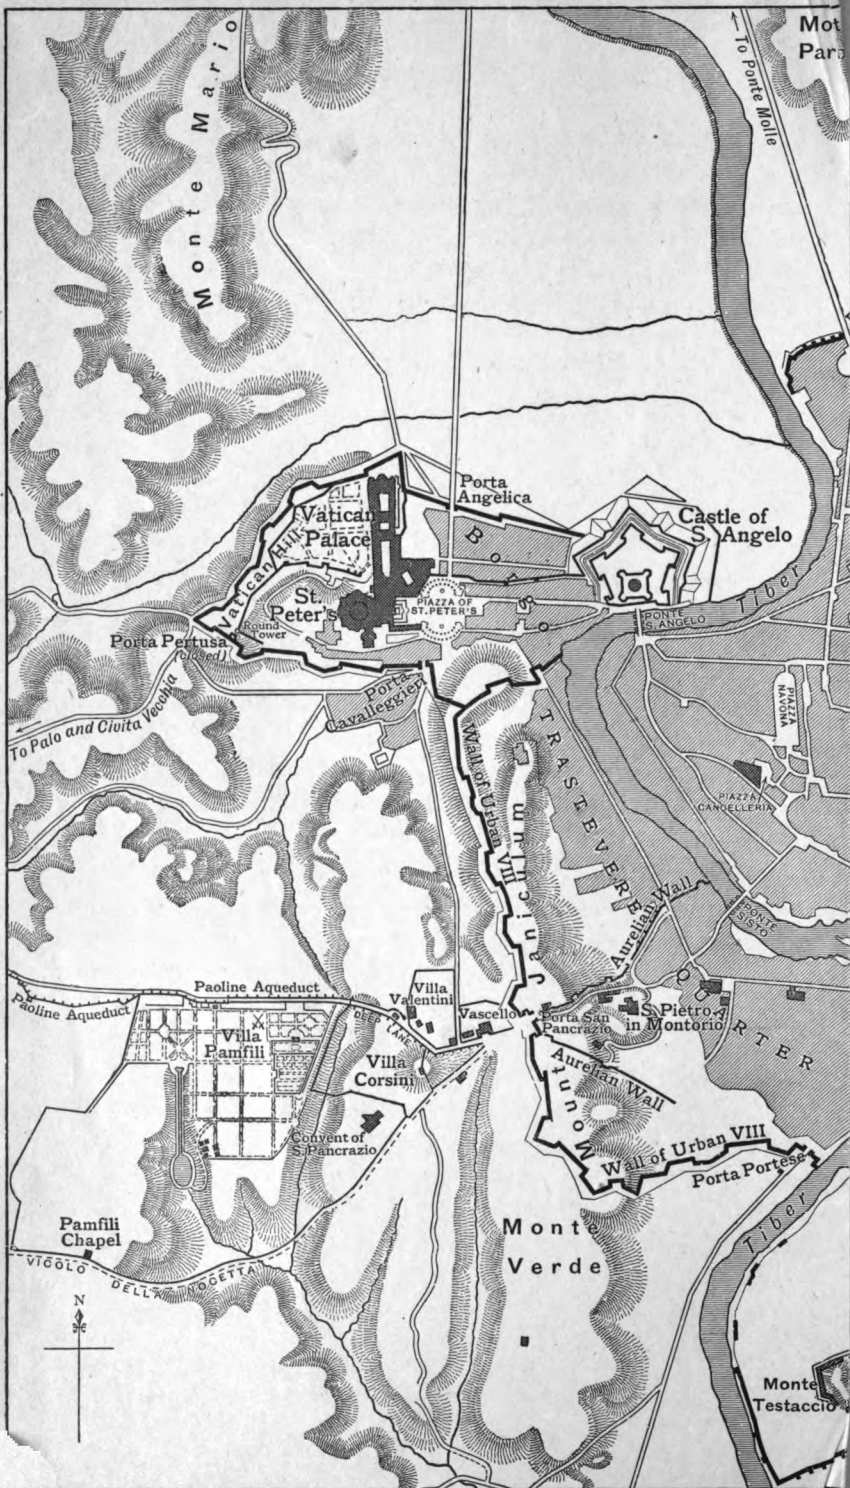 Monte Mario
To Ponte Molle
Porta
Angelica
Vatican
Palace
Vatican Hill
Castle of
S. Angelo
Borgo
St.
Peter's
PIAZZA OF
ST. PETER'S
Round
Tower
Porta Pertusa
(closed)
PONTE
S. ANGELO
Tiber
Porta
Cavalleggieri
To Palo and Civita Vecchia
PIAZZA
NAVONA
PIAZZA
CANCELLERIA
TRASTEVERE
Wall of Urban VIII
Mount Janiculum
Aurelian Wall
PONTE
SISTO
QUARTER
Paoline Aqueduct
Paoline Aqueduct
Villa
Valentini
DEEP LANE
Vascello
Porta San
Pancrazio
S. Pietro
in Montorio
Villa
Pamfili
Villa
Corsini
Aurelian Wall
Convent of
S. Pancrazio
Wall of Urban VIII
Porta Portese
Pamfili
Chapel
VICOLO DELLA NOCETTA
Monte
Verde
Tiber
N
Monte
Testaccio